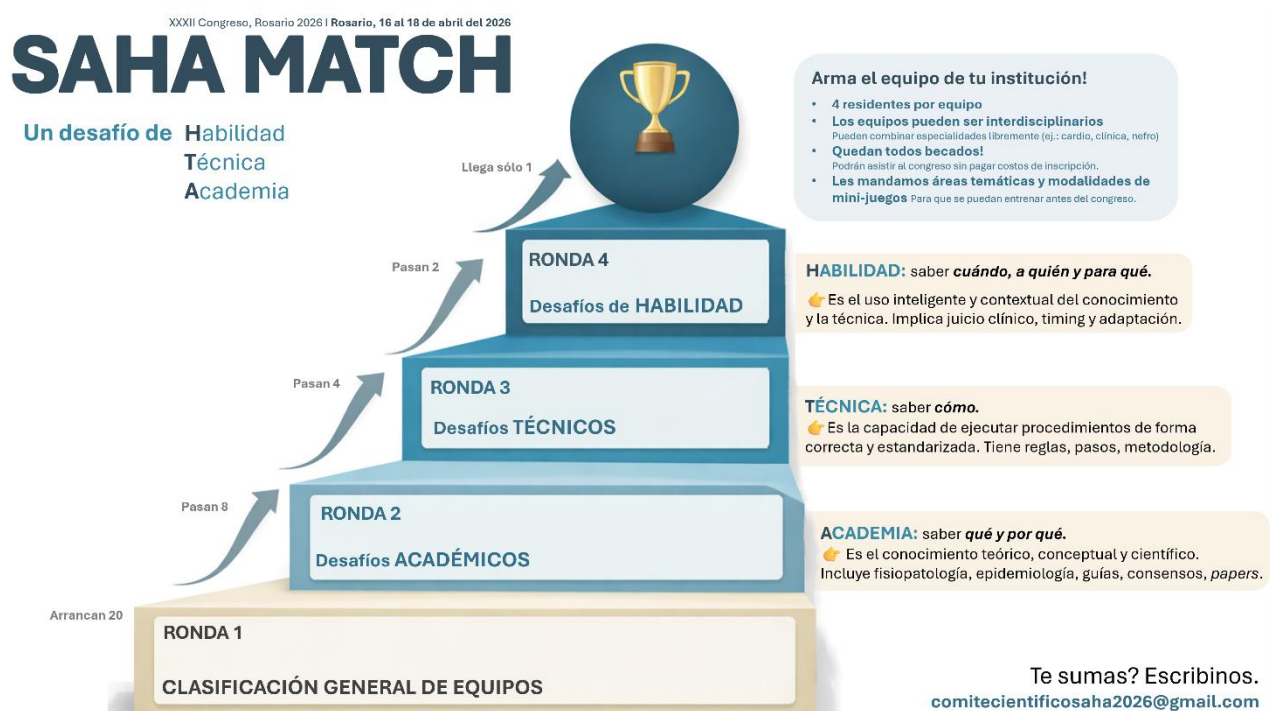 XXXII Congreso, Rosario 2026 I Rosario, 16 al 18 de abril del 2026
SAHA MATCH
Un desafío de Habilidad
Técnica
Academia
Arma el equipo de tu institución!
• 4 residentes por equipo
• Los equipos pueden ser interdisciplinarios
Pueden combinar especialidades libremente (ej.: cardio, clínica, nefro)
• Quedan todos becados!
Podrán asistir al congreso sin pagar costos de inscripción.
• Les mandamos áreas temáticas y modalidades de
mini-juegos Para que se puedan entrenar antes del congreso.
Llega sólo 1
RONDA 4
Desafíos de HABILIDAD
HABILIDAD: saber cuándo, a quién y para qué.
👉Es el uso inteligente y contextual del conocimiento
y la técnica. Implica juicio clínico, timing y adaptación.
Pasan 2
RONDA 3
Desafíos TÉCNICOS
TÉCNICA: saber cómo.
👉Es la capacidad de ejecutar procedimientos de forma
correcta y estandarizada. Tiene reglas, pasos, metodología.
Pasan 4
RONDA 2
Desafíos ACADÉMICOS
ACADEMIA: saber qué y por qué.
👉 Es el conocimiento teórico, conceptual y científico.
Incluye fisiopatología, epidemiología, guías, consensos, papers.
Pasan 8
Arrancan 20
RONDA 1
CLASIFICACIÓN GENERAL DE EQUIPOS
Te sumas? Escribinos.
comitecientificosaha2026@gmail.com